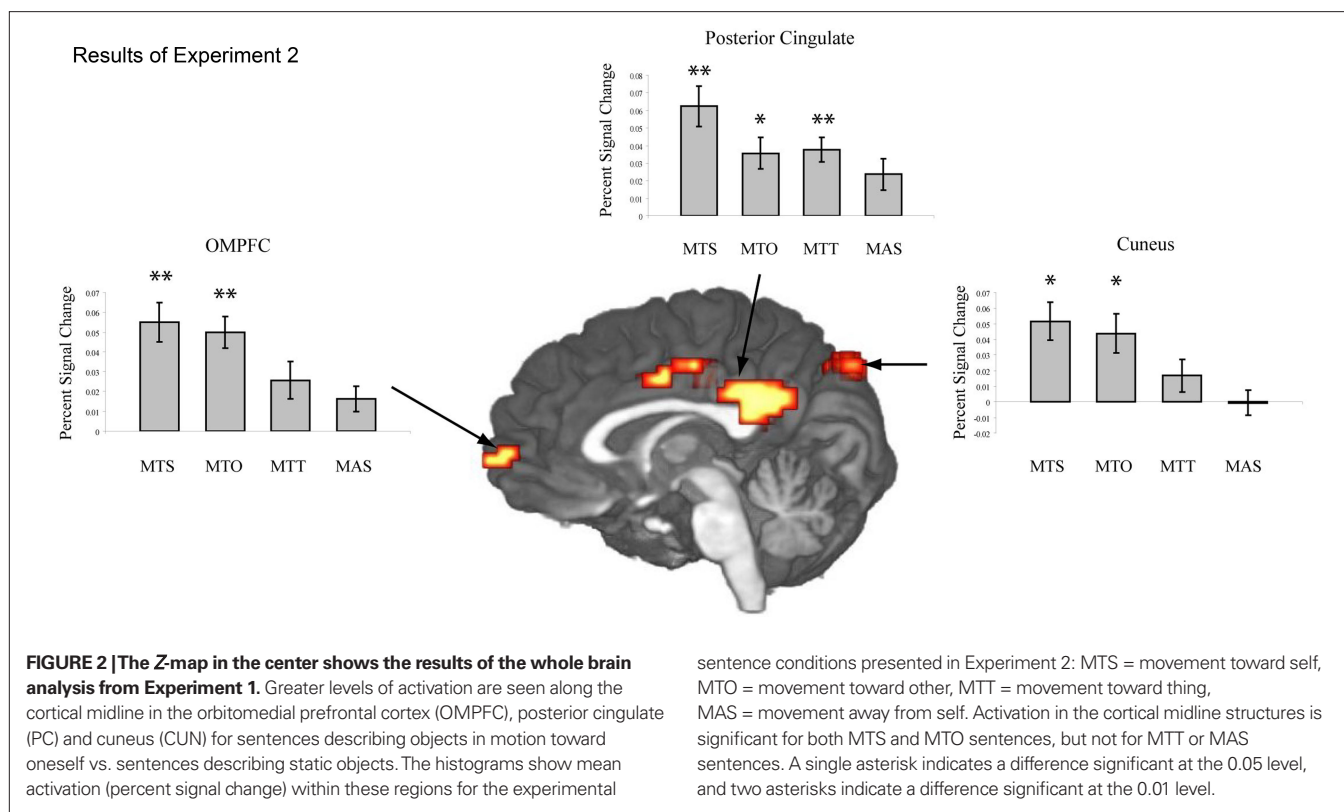 Results of Experiment 2
Posterior Cingulate
Percent Signal Change
0.08
0.07
0.06
0.05
0.04
0.03
0.02
0.01
0
**
*
**
MTS MTO MTT MAS
OMPFC
Percent Signal Change
0.07
0.06
0.05
0.04
0.03
0.02
0.01
0
**
**
MTS MTO MTT MAS
Cuneus
Percent Signal Change
0.07
0.06
0.05
0.04
0.03
0.02
0.01
0
-0.01
-0.02
*
*
MTS MTO MTT MAS
FIGURE 2 | The Z-map in the center shows the results of the whole brain
analysis from Experiment 1. Greater levels of activation are seen along the
cortical midline in the orbitomedial prefrontal cortex (OMPFC), posterior cingulate
(PC) and cuneus (CUN) for sentences describing objects in motion toward
oneself vs. sentences describing static objects. The histograms show mean
activation (percent signal change) within these regions for the experimental
sentence conditions presented in Experiment 2: MTS = movement toward self,
MTO = movement toward other, MTT = movement toward thing,
MAS = movement away from self. Activation in the cortical midline structures is
significant for both MTS and MTO sentences, but not for MTT or MAS
sentences. A single asterisk indicates a difference significant at the 0.05 level,
and two asterisks indicate a difference significant at the 0.01 level.